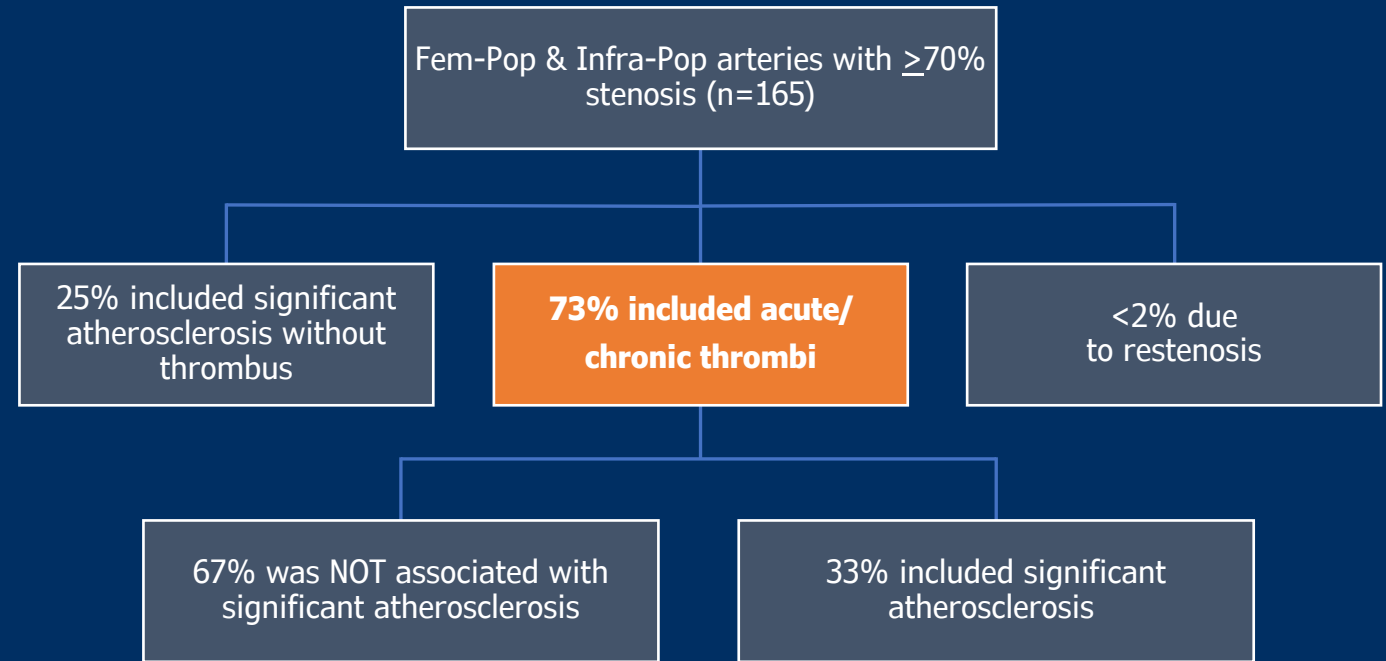 Fem-Pop & Infra-Pop arteries with ≥70%
stenosis (n=165)
25% included significant
atherosclerosis without
thrombus
73% included acute/
chronic thrombi
<2% due
to restenosis
67% was NOT associated with
significant atherosclerosis
33% included significant
atherosclerosis